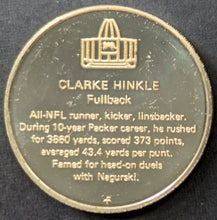 CLARKE HINKLE
Fullback
All-NFL runner, kicker, linebacker.
During 10-year Packer career, he rushed
for 3860 yards, scored 373 points,
averaged 43.4 yards per punt.
Famed for head-on duels
with Nagurski.